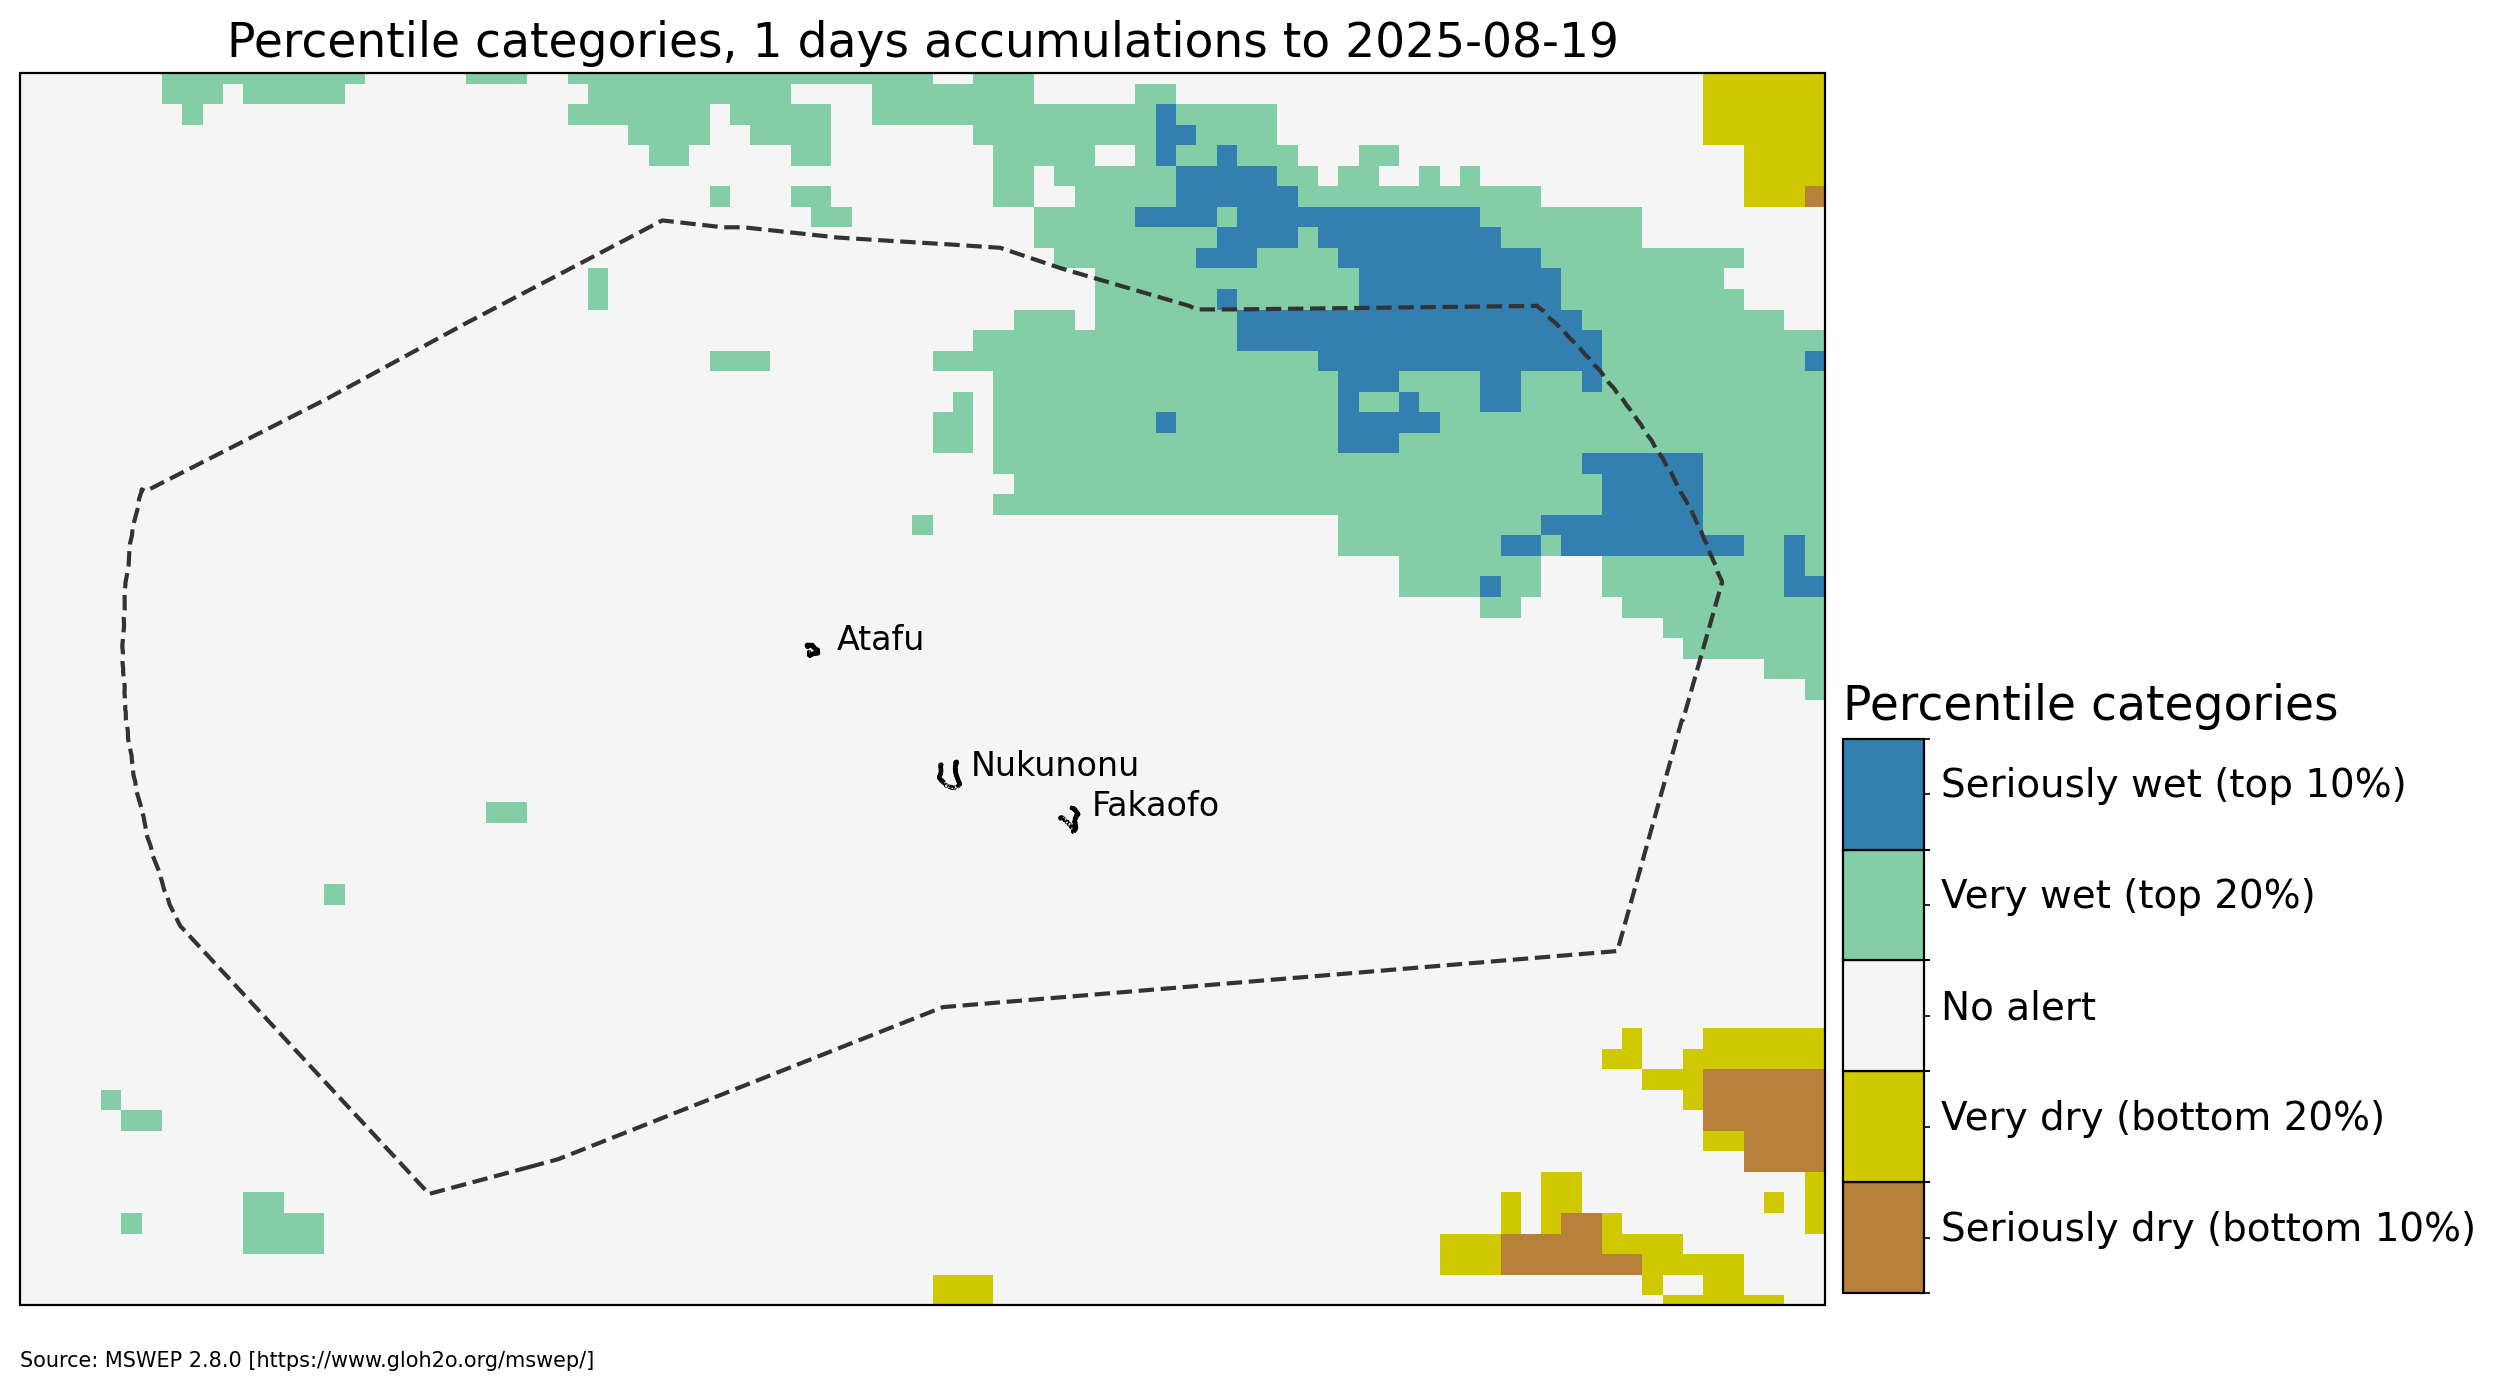 Percentile categories, 1 days accumulations to 2025-08-19
Atafu
Nukunonu
Fakaofo
Percentile categories
Seriously wet (top 10%)
Very wet (top 20%)
No alert
Very dry (bottom 20%)
Seriously dry (bottom 10%)
Source: MSWEP 2.8.0 [https://www.gloh2o.org/mswep/]